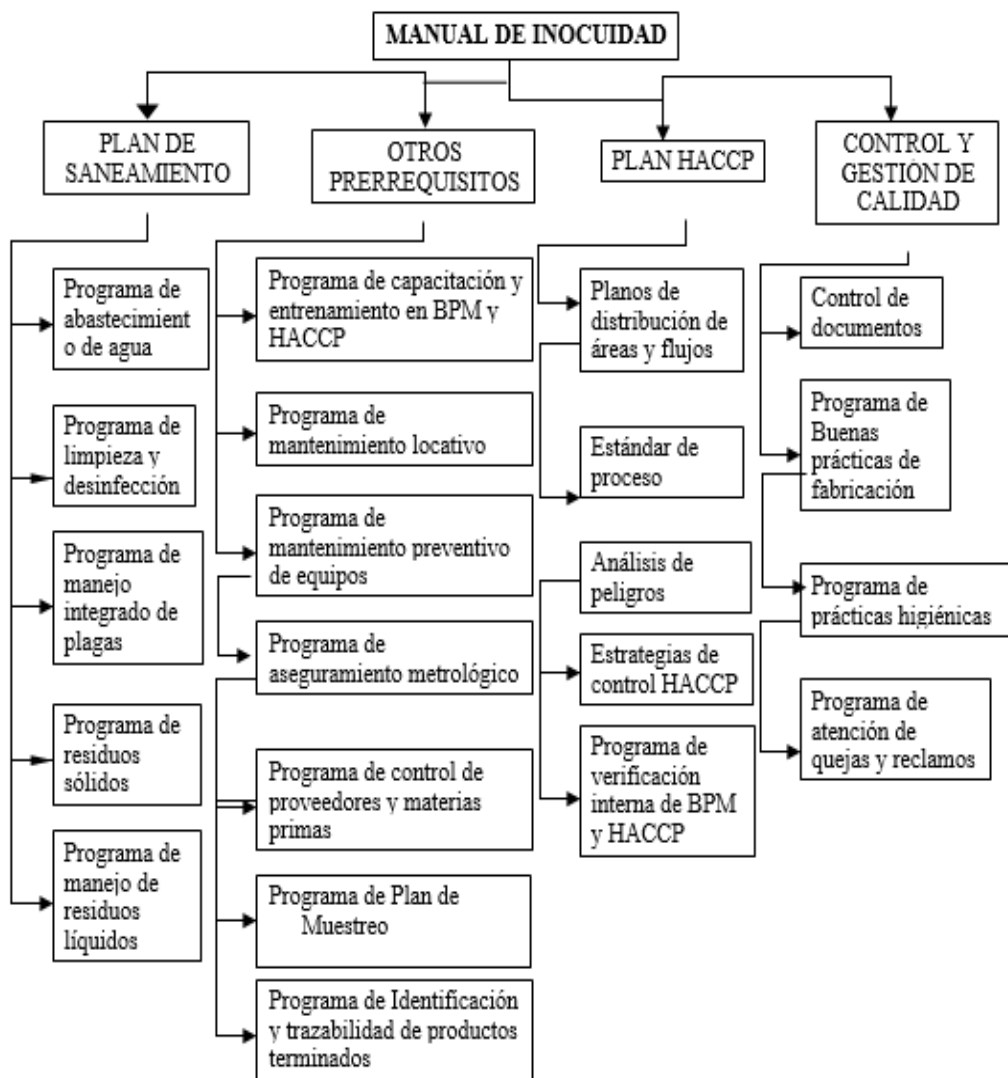 MANUAL DE INOCUIDAD
PLAN DE
SANEAMIENTO
OTROS
PRERREQUISITOS
PLAN HACCP
CONTROL Y
GESTIÓN DE
CALIDAD
Programa de
abastecimient
o de agua
Programa de
limpieza y
desinfección
Programa de
manejo
integrado de
plagas
Programa de
residuos
sólidos
Programa de
manejo de
residuos
líquidos
Programa de capacitación y
entrenamiento en BPM y
HACCP
Programa de
mantenimiento locativo
Programa de
mantenimiento preventivo
de equipos
Programa de
aseguramiento metrológico
Programa de control de
proveedores y materias
primas
Programa de Plan de
Muestreo
Programa de Identificación
y trazabilidad de productos
terminados
Planos de
distribución de
áreas y flujos
Estándar de
proceso
Análisis de
peligros
Estrategias de
control HACCP
Programa de
verificación
interna de BPM
y HACCP
Control de
documentos
Programa de
Buenas
prácticas de
fabricación
Programa de
prácticas higiénicas
Programa de
atención de
quejas y reclamos